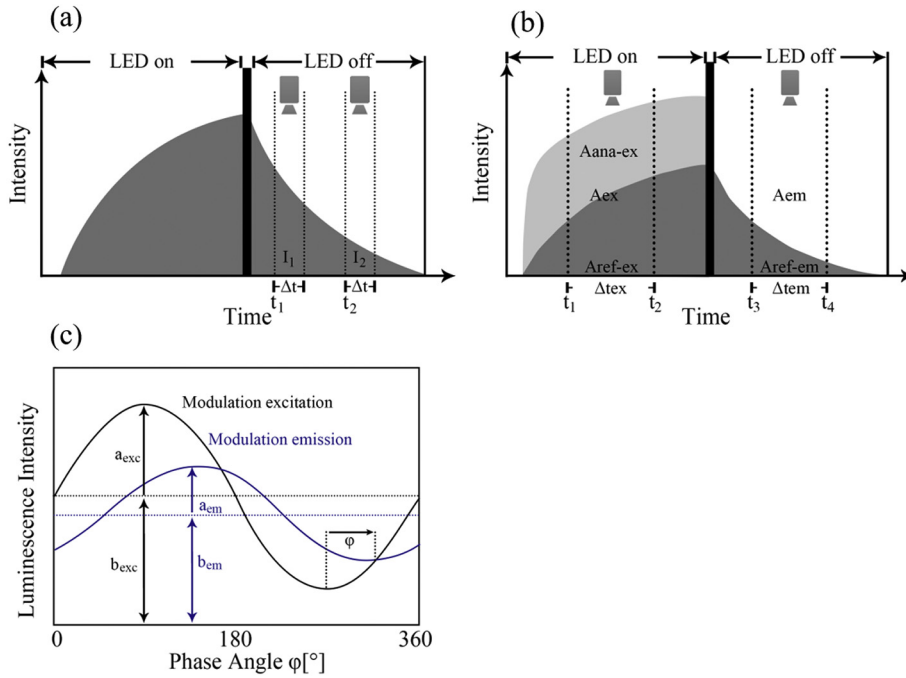 (a)
LED on
LED off
Intensity
I₁
I₂
Δt
Δt
t₁
t₂
Time
(b)
LED on
LED off
Intensity
Aana-ex
Aex
Aem
Aref-ex
Aref-em
t₁
Δtex
t₂
t₃
Δtem
t₄
Time
(c)
Luminescence Intensity
Modulation excitation
Modulation emission
aexc
aem
bexc
bem
φ
0
180
360
Phase Angle φ[°]